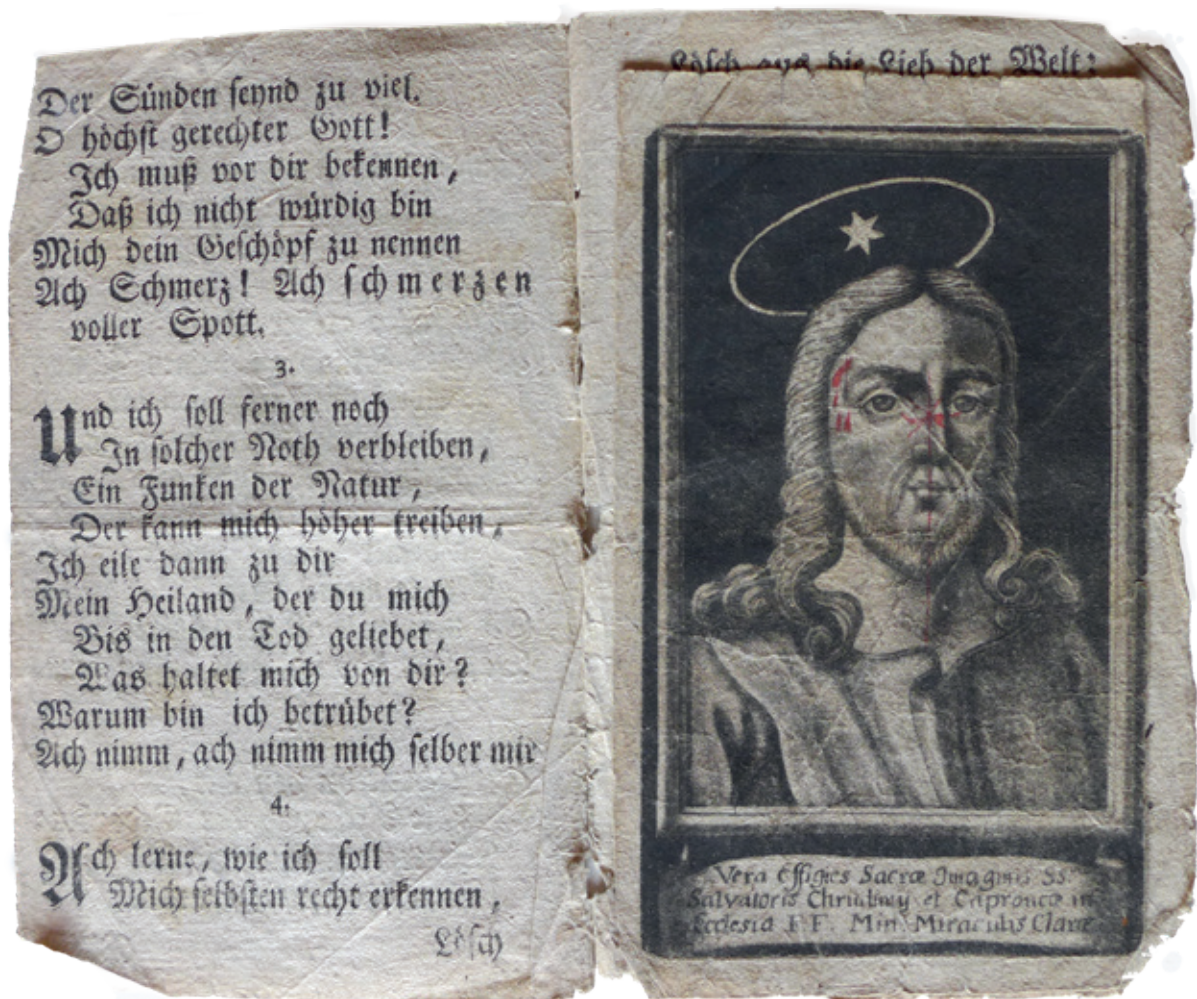 Der Sünden seynd zu viel.
O höchst gerechter Gott!
Ich muß vor dir bekennen,
Daß ich nicht würdig bin
Mich dein Geschöpf zu nennen
Ach Schmerz! Ach schmerzen
voller Spott.
3.
Und ich soll ferner noch
In solcher Noth verbleiben,
Ein Funken der Natur,
Der kann mich höher treiben,
Ich eile dann zu dir
Mein Heiland, der du mich
Bis in den Tod geliebet,
Was haltet mich von dir?
Warum bin ich betrübet?
Ach nimm, ach nimm mich selber mir
4.
Ach lerne, wie ich soll
Mich selbsten recht erkennen,
Lösch
Lösch aus die Lieb der Welt:
Vera Effigies Sacræ Imaginis SS
Salvatoris et Caproncæ in
Ecclesia F.F. Min Miraculis Claræ